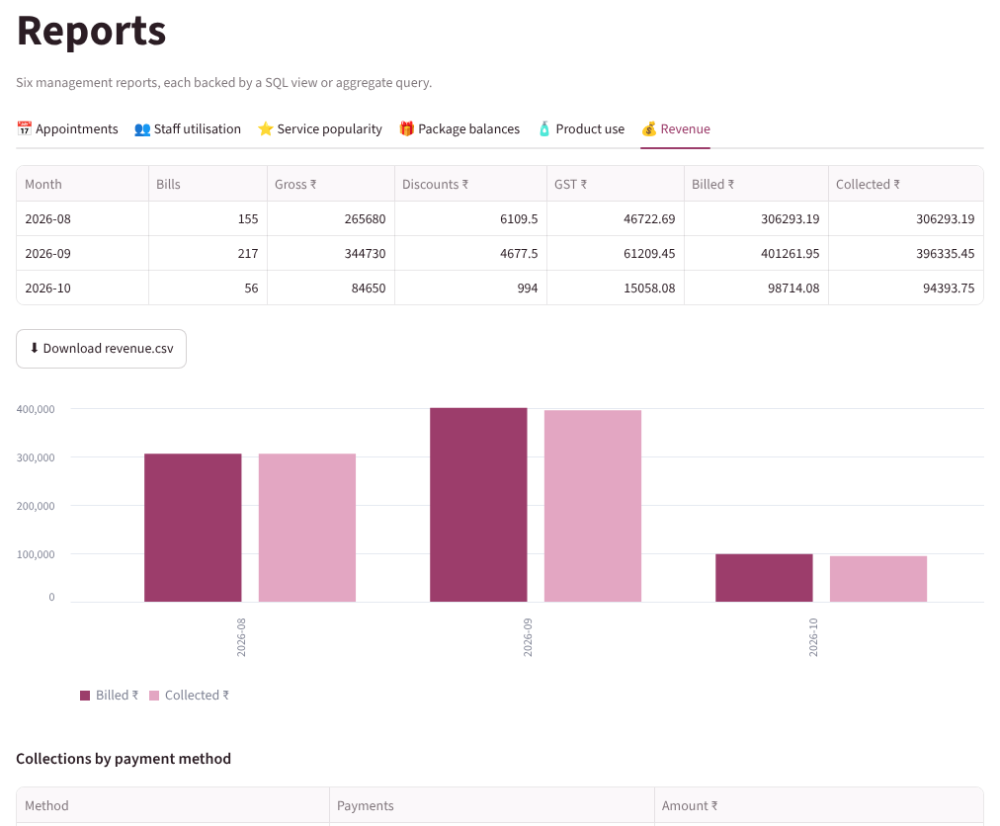 Reports
Six management reports, each backed by a SQL view or aggregate query.
📅 Appointments 👥 Staff utilisation ⭐ Service popularity 🎁 Package balances 🧴 Product use 💰 Revenue
Month Bills Gross ₹ Discounts ₹ GST ₹ Billed ₹ Collected ₹
2026-08 155 265680 6109.5 46722.69 306293.19 306293.19
2026-09 217 344730 4677.5 61209.45 401261.95 396335.45
2026-10 56 84650 994 15058.08 98714.08 94393.75
⬇ Download revenue.csv
400,000
300,000
200,000
100,000
0
2026-08 2026-09 2026-10
Billed ₹ Collected ₹
Collections by payment method
Method Payments Amount ₹